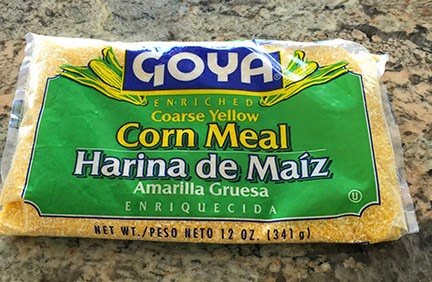 GOYA®
ENRICHED
Coarse Yellow
Corn Meal
Harina de Maíz
Amarilla Gruesa
ENRIQUECIDA
U
NET WT./PESO NETO 12 OZ. (341 g)